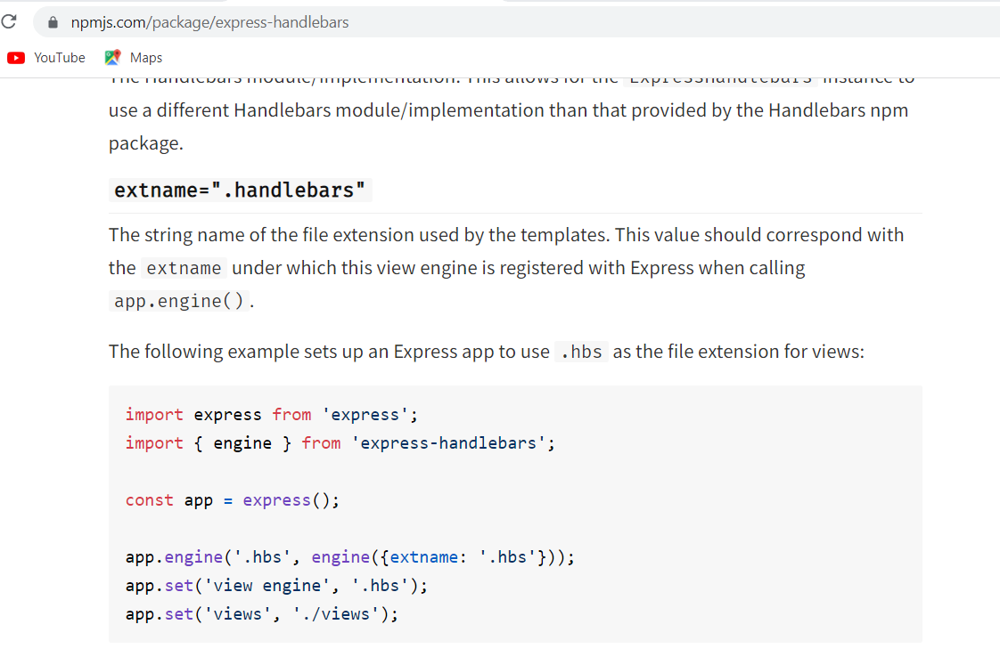 npmjs.com/package/express-handlebars
YouTube Maps
The Handlebars module/implementation. This allows for the ExpressHandlebars instance to
use a different Handlebars module/implementation than that provided by the Handlebars npm
package.
extname=".handlebars"
The string name of the file extension used by the templates. This value should correspond with
the extname under which this view engine is registered with Express when calling
app.engine().
The following example sets up an Express app to use .hbs as the file extension for views:
import express from 'express';
import { engine } from 'express-handlebars';
const app = express();
app.engine('.hbs', engine({extname: '.hbs'}));
app.set('view engine', '.hbs');
app.set('views', './views');